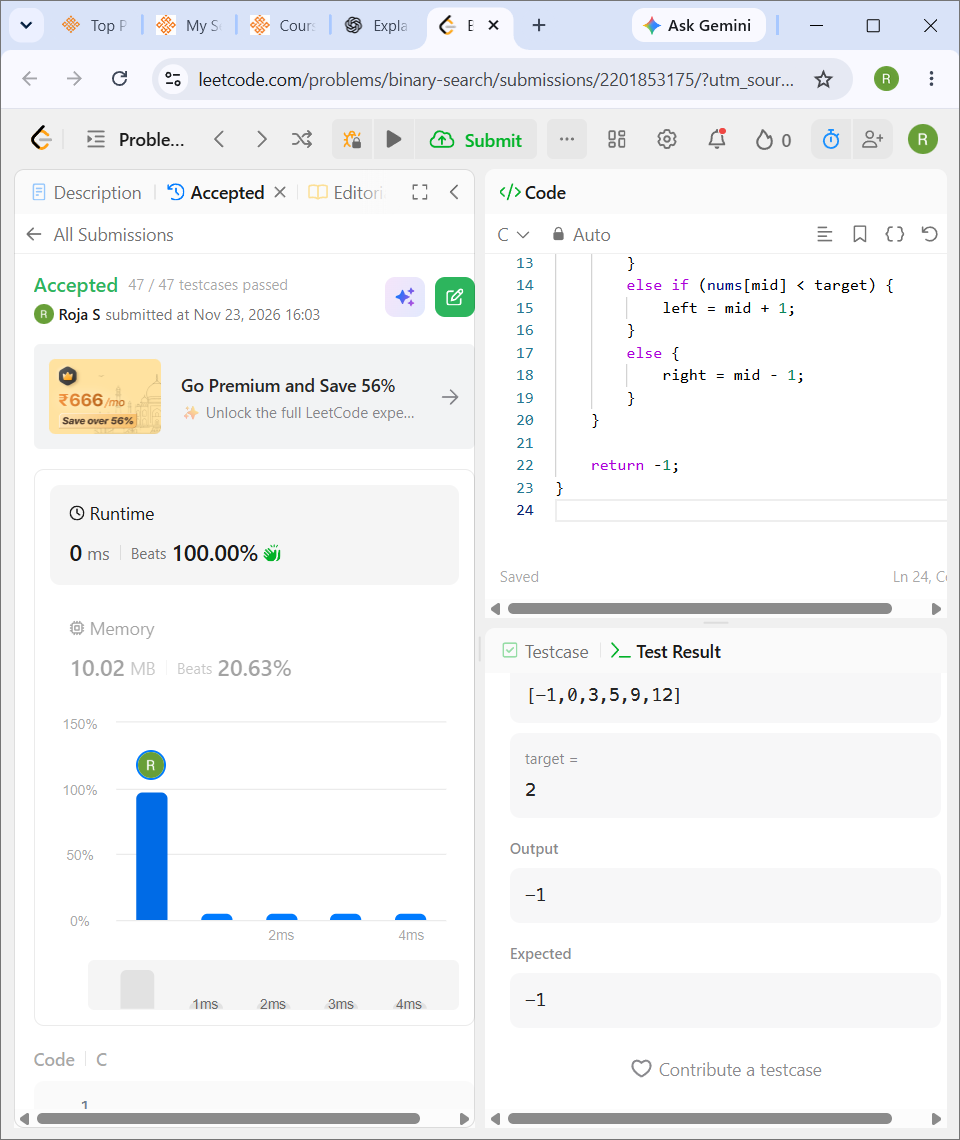 Top P
My S
Cour
Expla
E
Ask Gemini
leetcode.com/problems/binary-search/submissions/2201853175/?utm_sour...
R
Proble...
Submit
0
R
Description
Accepted
Editori
All Submissions
Accepted 47 / 47 testcases passed
R Roja S submitted at Nov 23, 2026 16:03
₹666/mo
Save over 56%
Go Premium and Save 56%
Unlock the full LeetCode expe...
Runtime
0 ms Beats 100.00%
Memory
10.02 MB Beats 20.63%
150%
R
100%
50%
0%
2ms 4ms
1ms 2ms 3ms 4ms
Code C
1
</> Code
C Auto
13 }
14 else if (nums[mid] < target) {
15 left = mid + 1;
16 }
17 else {
18 right = mid - 1;
19 }
20 }
21
22 return -1;
23 }
24
Saved Ln 24, Co
Testcase
Test Result
[−1,0,3,5,9,12]
target =
2
Output
−1
Expected
−1
Contribute a testcase